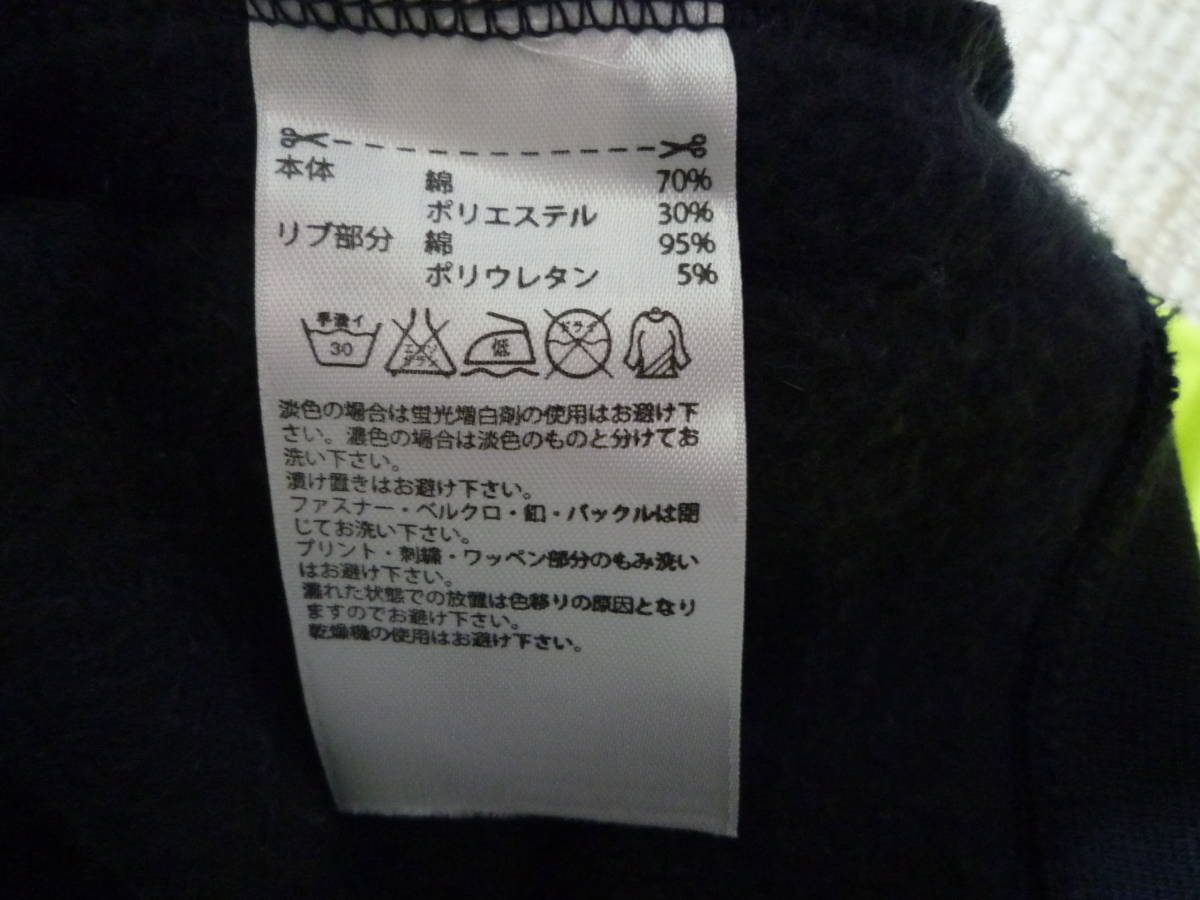 本体 綿 70%
ポリエステル 30%
リブ部分 綿 95%
ポリウレタン 5%
手洗イ 30 エンソサラシ 低 ドライ
淡色の場合は蛍光増白剤の使用はお避け下
さい。濃色の場合は淡色のものと分けてお
洗い下さい。
漬け置きはお避け下さい。
ファスナー・ベルクロ・釦・バックルは閉
じてお洗い下さい。
プリント・刺繍・ワッペン部分のもみ洗い
はお避け下さい。
濡れた状態での放置は色移りの原因となり
ますのでお避け下さい。
乾燥機の使用はお避け下さい。